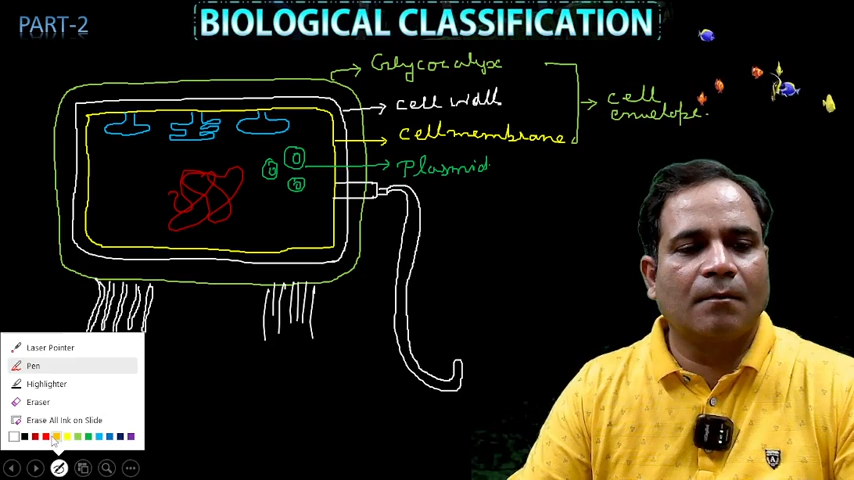 PART-2
BIOLOGICAL CLASSIFICATION
Glycocalyx
cell wall
cell membrane
cell
envelope.
Plasmid
Laser Pointer
Pen
Highlighter
Eraser
Erase All Ink on Slide
A